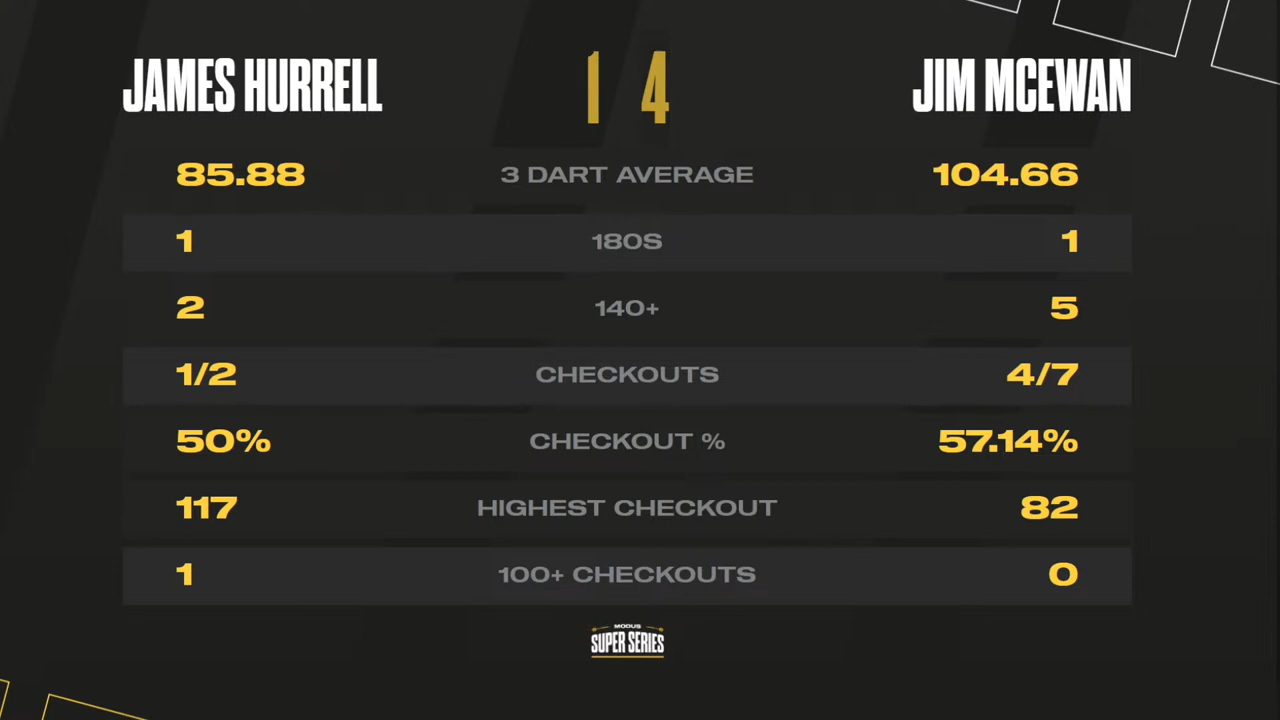 JAMES HURRELL 1 4 JIM MCEWAN
85.88 3 DART AVERAGE 104.66
1 180S 1
2 140+ 5
1/2 CHECKOUTS 4/7
50% CHECKOUT % 57.14%
117 HIGHEST CHECKOUT 82
1 100+ CHECKOUTS 0
MODUS
SUPER SERIES